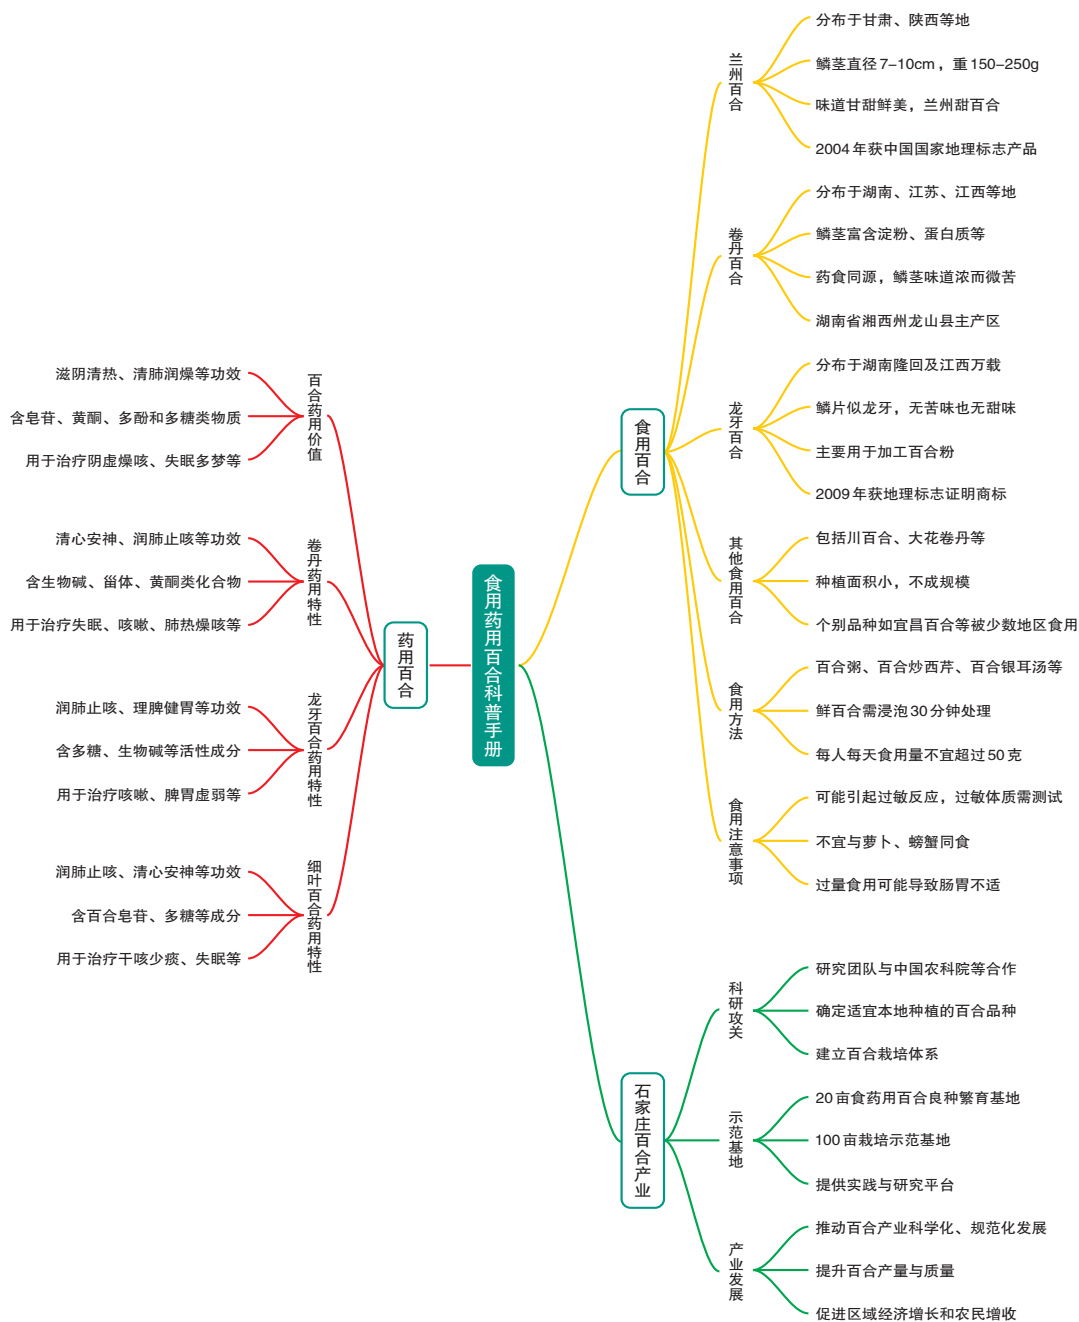 食用药用百合科普手册
食用百合
兰州百合
分布于甘肃、陕西等地
鳞茎直径7–10cm，重150–250g
味道甘甜鲜美，兰州甜百合
2004年获中国国家地理标志产品
卷丹百合
分布于湖南、江苏、江西等地
鳞茎富含淀粉、蛋白质等
药食同源，鳞茎味道浓而微苦
湖南省湘西州龙山县主产区
龙牙百合
分布于湖南隆回及江西万载
鳞片似龙牙，无苦味也无甜味
主要用于加工百合粉
2009年获地理标志证明商标
其他食用百合
包括川百合、大花卷丹等
种植面积小，不成规模
个别品种如宜昌百合等被少数地区食用
食用方法
百合粥、百合炒西芹、百合银耳汤等
鲜百合需浸泡30分钟处理
每人每天食用量不宜超过50克
食用注意事项
可能引起过敏反应，过敏体质需测试
不宜与萝卜、螃蟹同食
过量食用可能导致肠胃不适
药用百合
百合药用价值
滋阴清热、清肺润燥等功效
含皂苷、黄酮、多酚和多糖类物质
用于治疗阴虚燥咳、失眠多梦等
卷丹药用特性
清心安神、润肺止咳等功效
含生物碱、甾体、黄酮类化合物
用于治疗失眠、咳嗽、肺热燥咳等
龙牙百合药用特性
润肺止咳、理脾健胃等功效
含多糖、生物碱等活性成分
用于治疗咳嗽、脾胃虚弱等
细叶百合药用特性
润肺止咳、清心安神等功效
含百合皂苷、多糖等成分
用于治疗干咳少痰、失眠等
石家庄百合产业
科研攻关
研究团队与中国农科院等合作
确定适宜本地种植的百合品种
建立百合栽培体系
示范基地
20亩食药用百合良种繁育基地
100亩栽培示范基地
提供实践与研究平台
产业发展
推动百合产业科学化、规范化发展
提升百合产量与质量
促进区域经济增长和农民增收